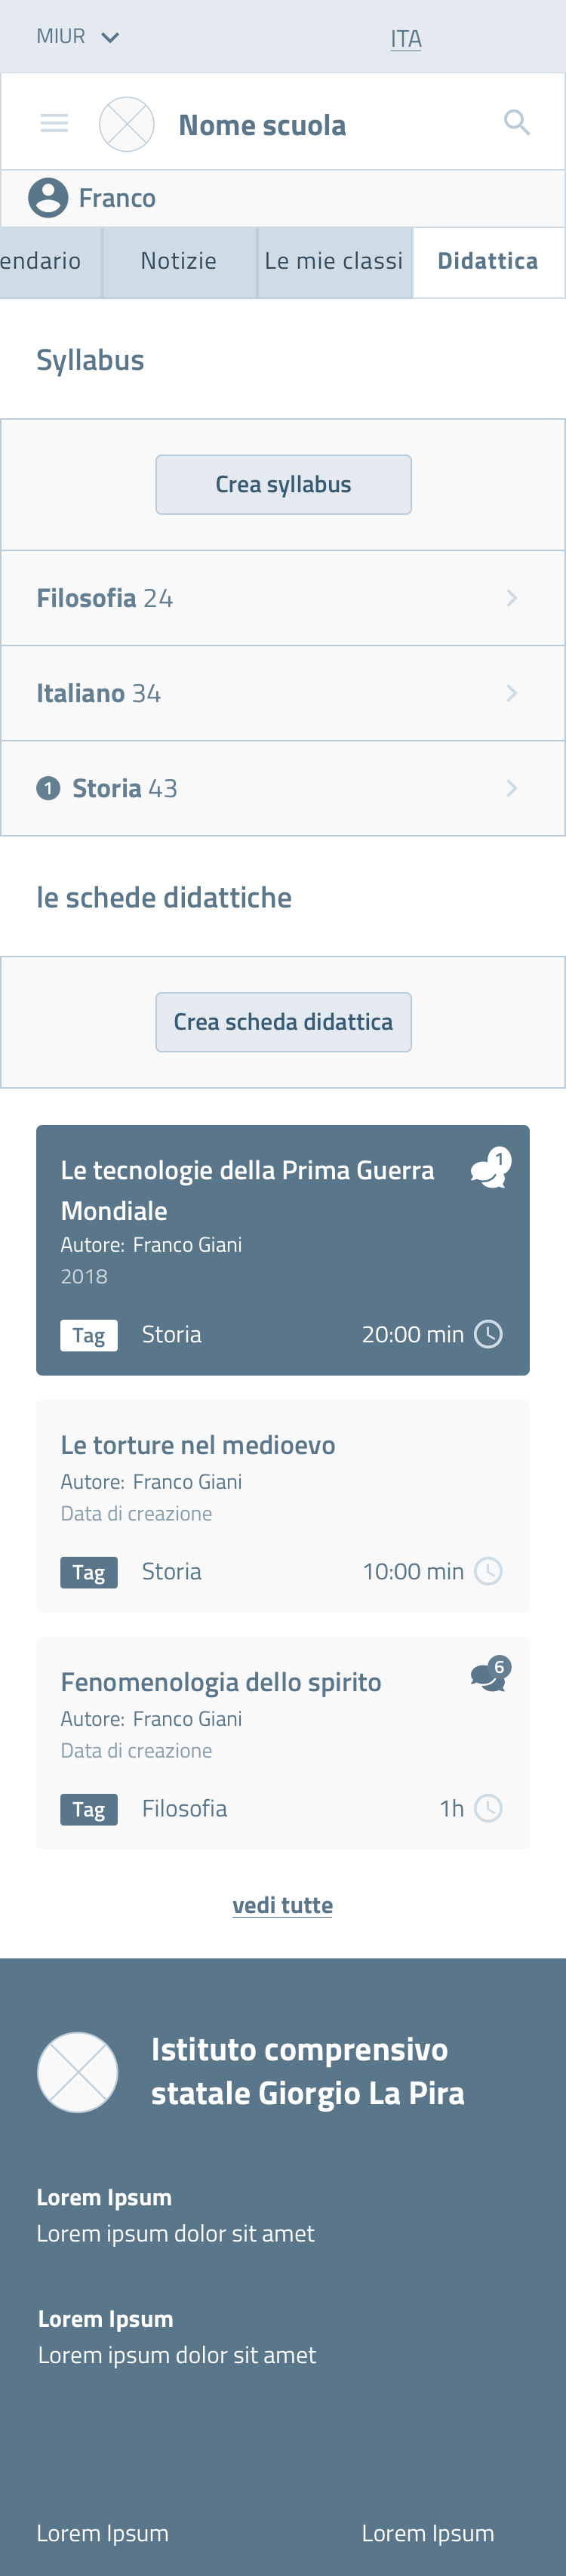 MIUR ITA
Nome scuola
Franco
endario Notizie Le mie classi Didattica
Syllabus
Crea syllabus
Filosofia 24
Italiano 34
1 Storia 43
le schede didattiche
Crea scheda didattica
Le tecnologie della Prima Guerra 1
Mondiale
Autore: Franco Giani
2018
Tag Storia 20:00 min
Le torture nel medioevo
Autore: Franco Giani
Data di creazione
Tag Storia 10:00 min
Fenomenologia dello spirito 6
Autore: Franco Giani
Data di creazione
Tag Filosofia 1h
vedi tutte
Istituto comprensivo
statale Giorgio La Pira
Lorem Ipsum
Lorem ipsum dolor sit amet
Lorem Ipsum
Lorem ipsum dolor sit amet
Lorem Ipsum Lorem Ipsum